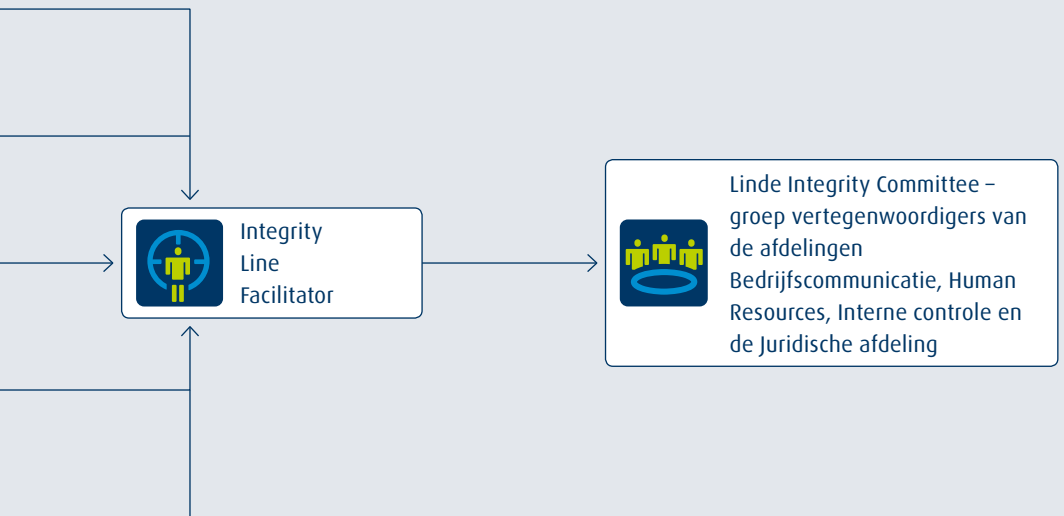 Integrity
Line
Facilitator
Linde Integrity Committee –
groep vertegenwoordigers van
de afdelingen
Bedrijfscommunicatie, Human
Resources, Interne controle en
de Juridische afdeling